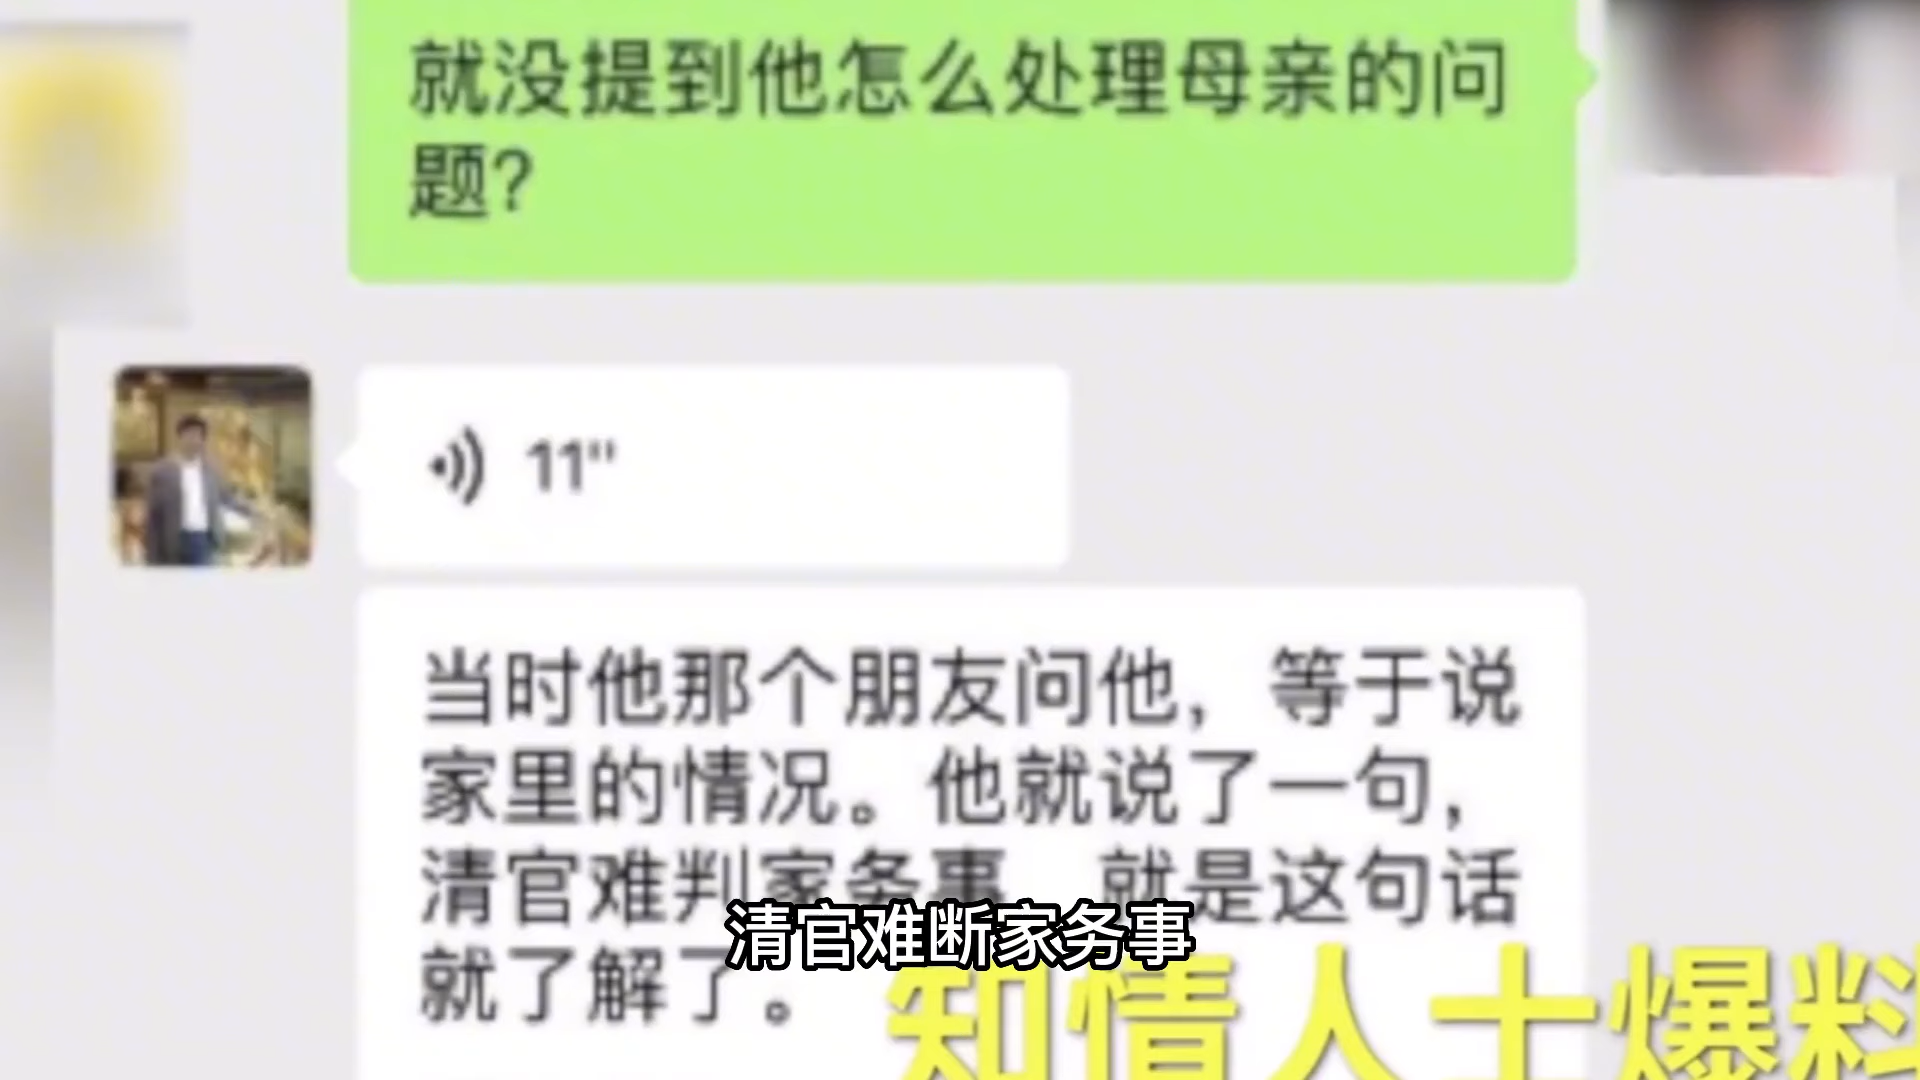 就没提到他怎么处理母亲的问
题?
11"
当时他那个朋友问他，等于说
家里的情况。他就说了一句，
清官难判家务事 就是这句话
就了解了。
清官难断家务事
知情人士爆料